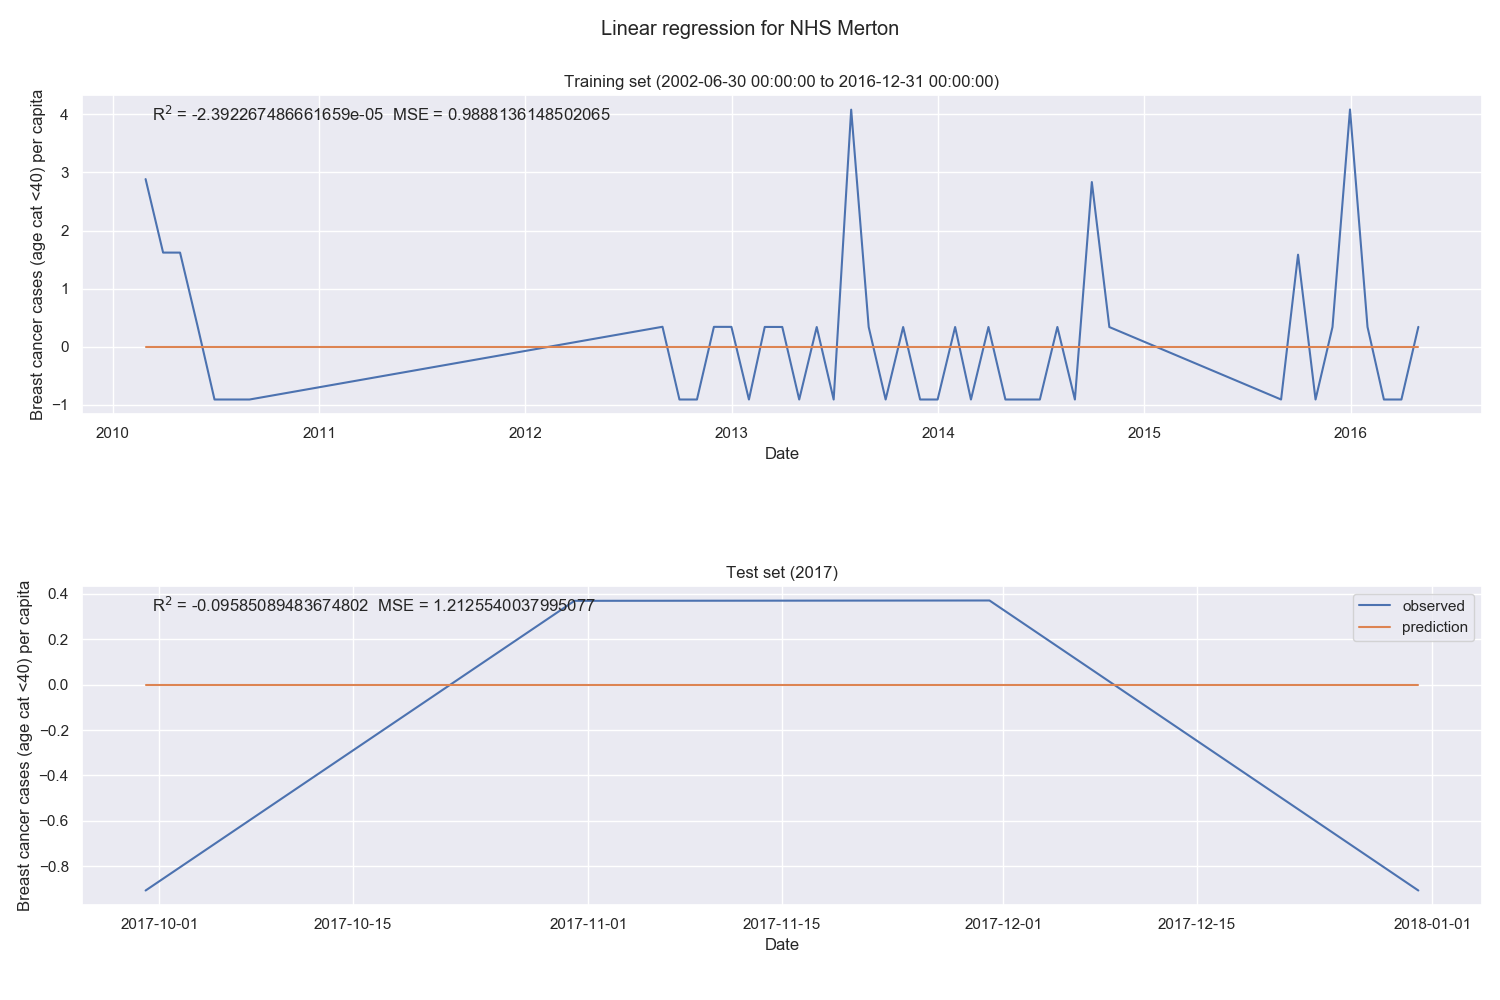 Linear regression for NHS Merton
Training set (2002-06-30 00:00:00 to 2016-12-31 00:00:00)
R² = -2.392267486661659e-05 MSE = 0.9888136148502065
Breast cancer cases (age cat <40) per capita
4
3
2
1
0
−1
2010 2011 2012 2013 2014 2015 2016
Date
Test set (2017)
R² = -0.09585089483674802 MSE = 1.2125540037995077
observed
prediction
Breast cancer cases (age cat <40) per capita
0.4
0.2
0.0
−0.2
−0.4
−0.6
−0.8
2017-10-01 2017-10-15 2017-11-01 2017-11-15 2017-12-01 2017-12-15 2018-01-01
Date